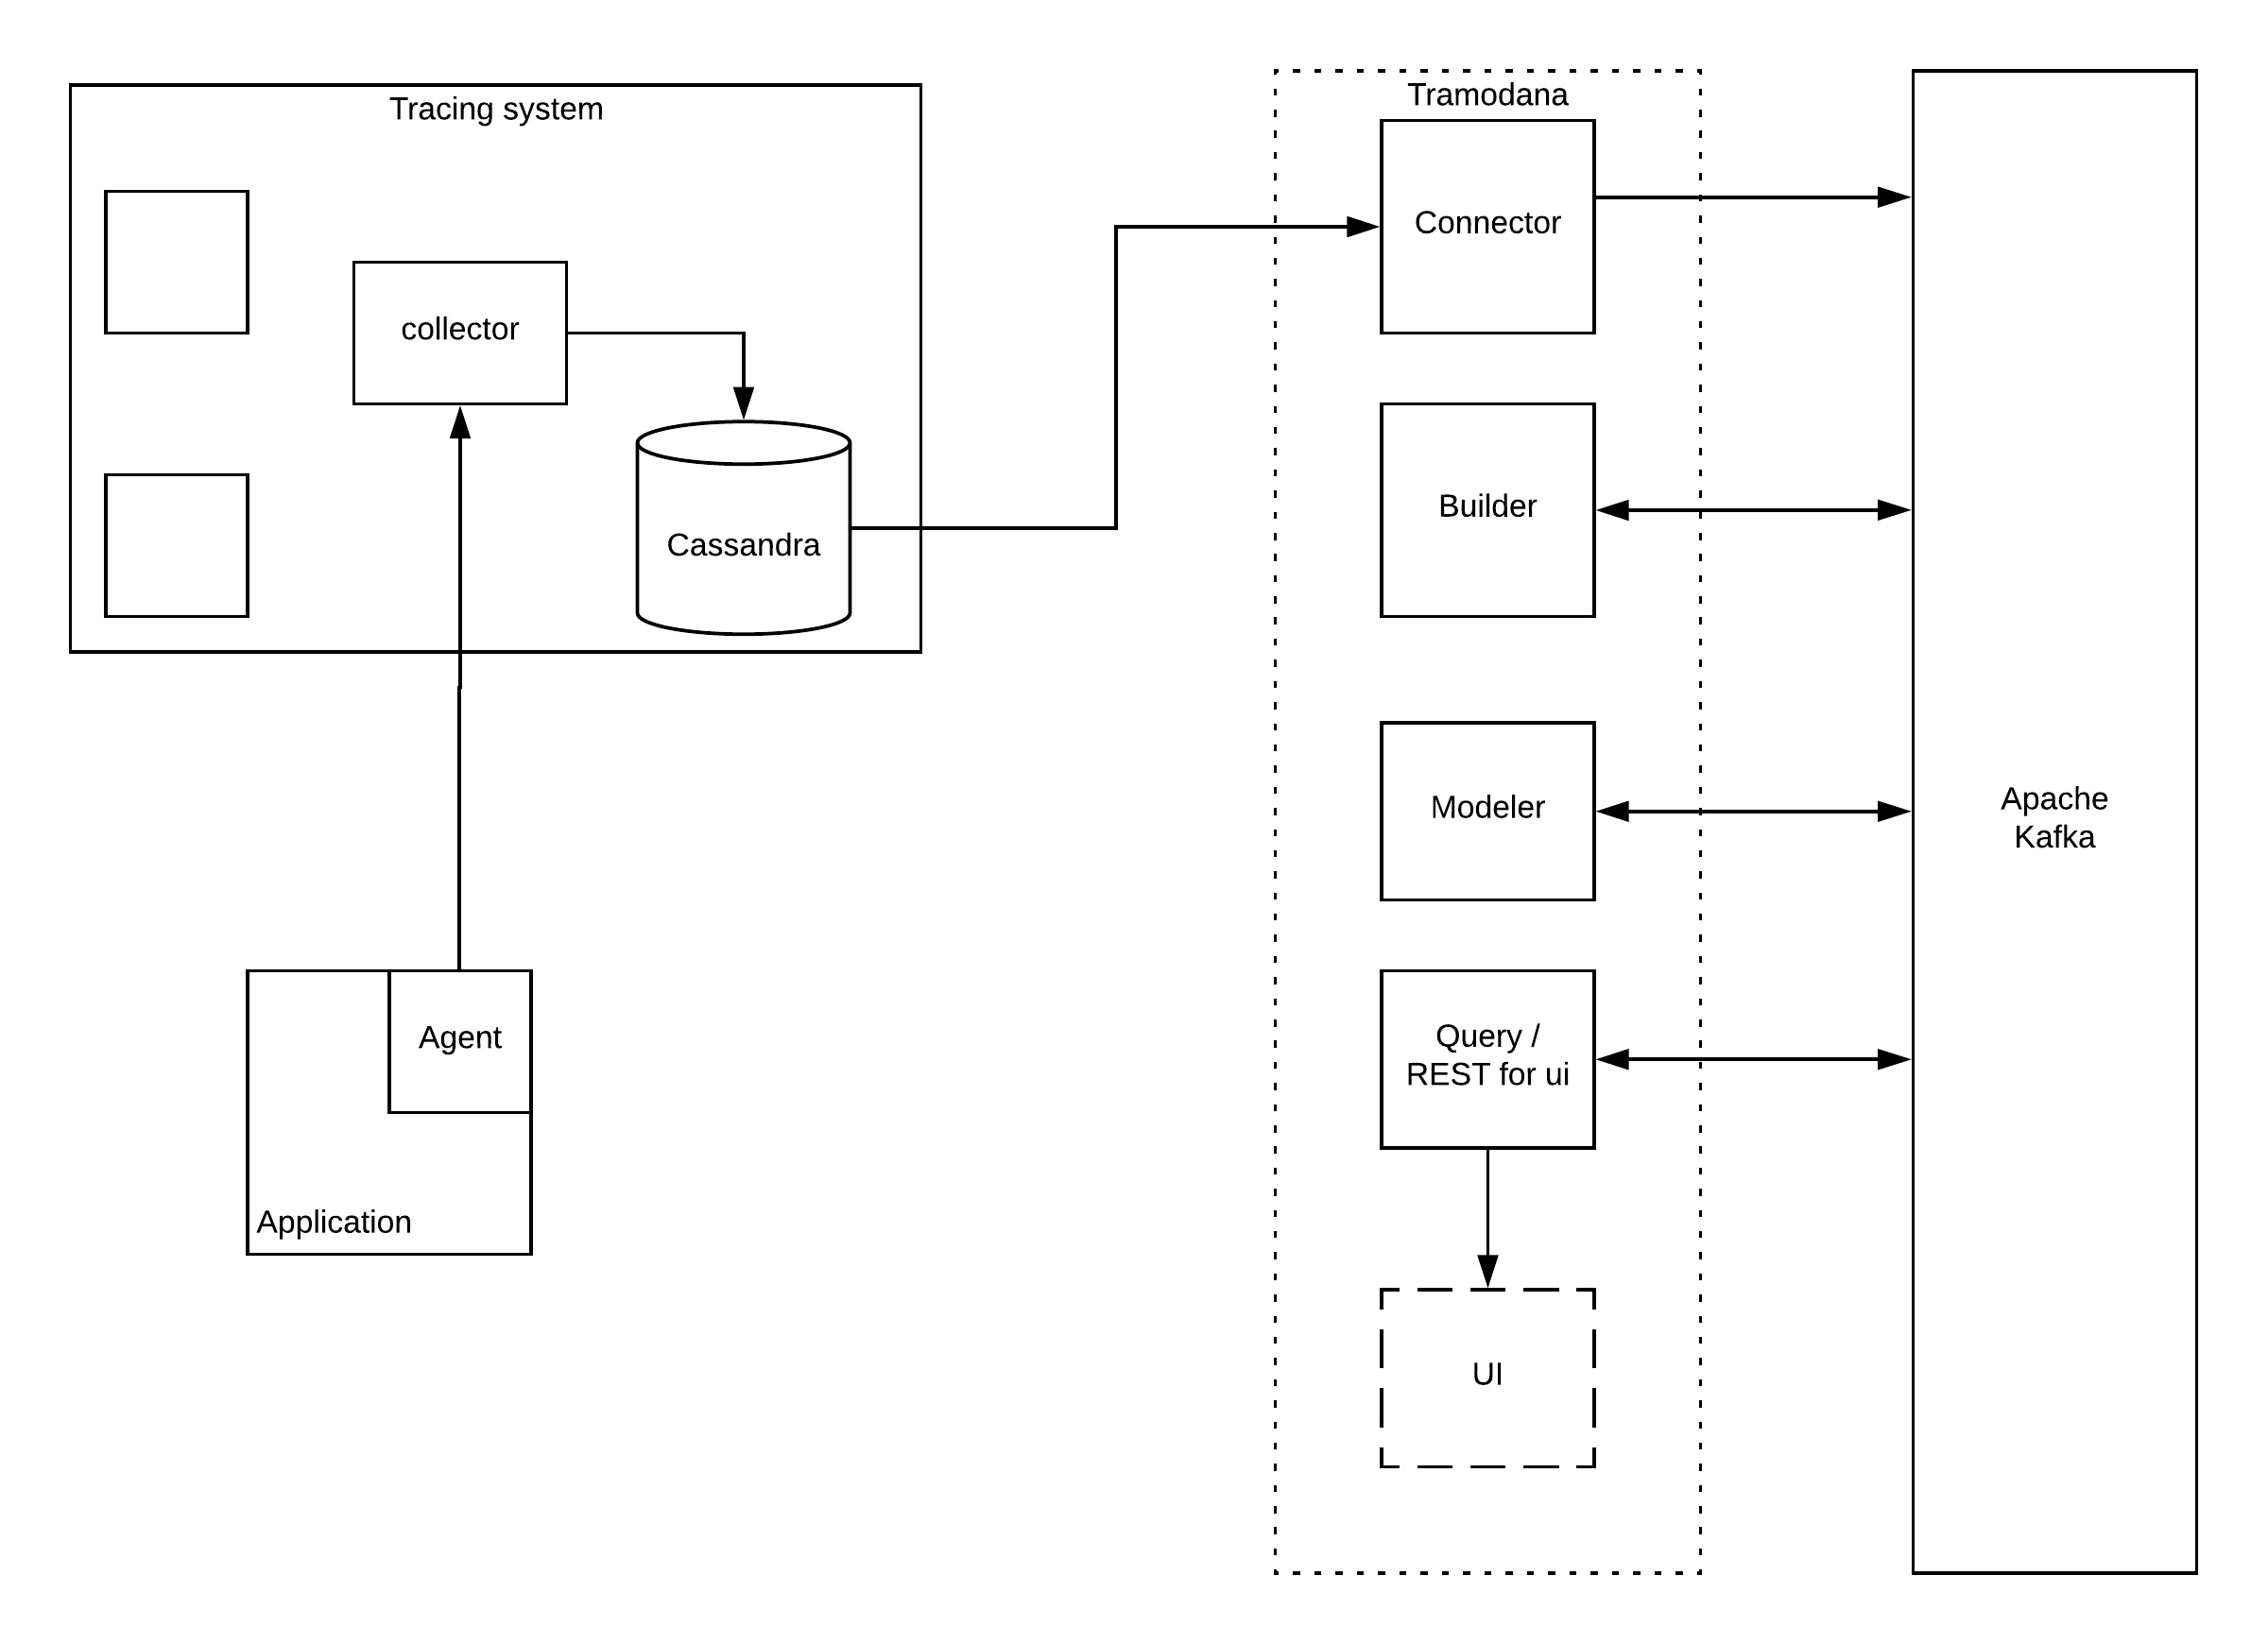 Tracing system
collector
Cassandra
Agent
Application
Tramodana
Connector
Builder
Modeler
Query /
REST for ui
UI
Apache
Kafka